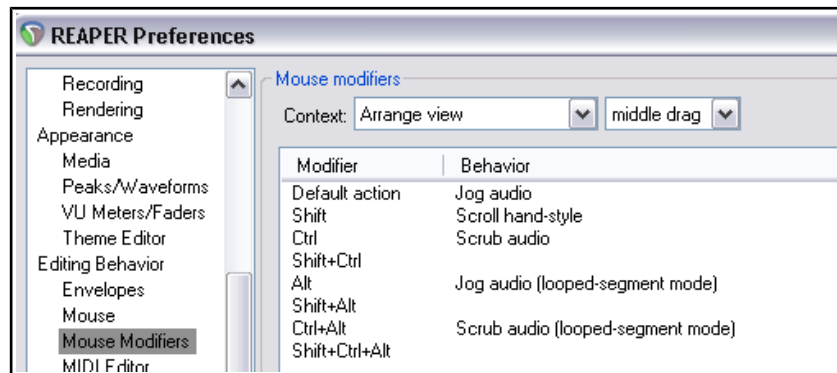 REAPER Preferences
Recording
Rendering
Appearance
Media
Peaks/Waveforms
VU Meters/Faders
Theme Editor
Editing Behavior
Envelopes
Mouse
Mouse Modifiers
MIDI Editor
Mouse modifiers
Context: Arrange view middle drag
Modifier Behavior
Default action Jog audio
Shift Scroll hand-style
Ctrl Scrub audio
Shift+Ctrl
Alt Jog audio (looped-segment mode)
Shift+Alt
Ctrl+Alt Scrub audio (looped-segment mode)
Shift+Ctrl+Alt